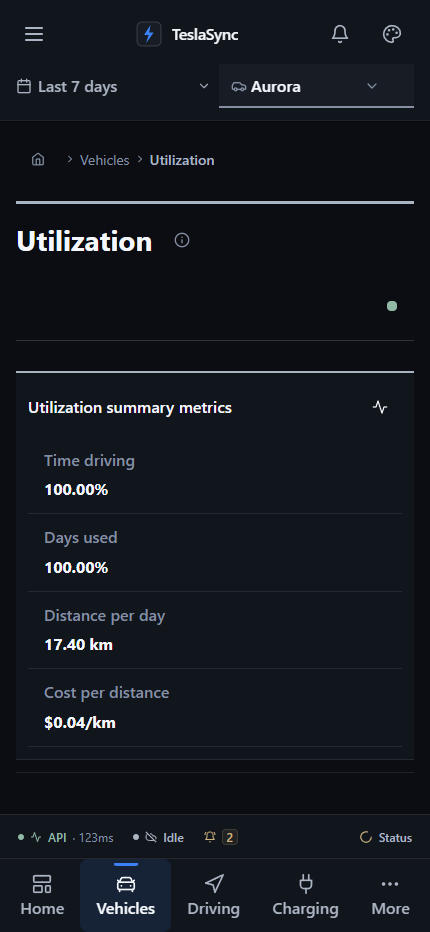 TeslaSync
Last 7 days
Aurora
Vehicles
Utilization
Utilization
Utilization summary metrics
Time driving
100.00%
Days used
100.00%
Distance per day
17.40 km
Cost per distance
$0.04/km
API · 123ms
Idle
2
Status
Home
Vehicles
Driving
Charging
More